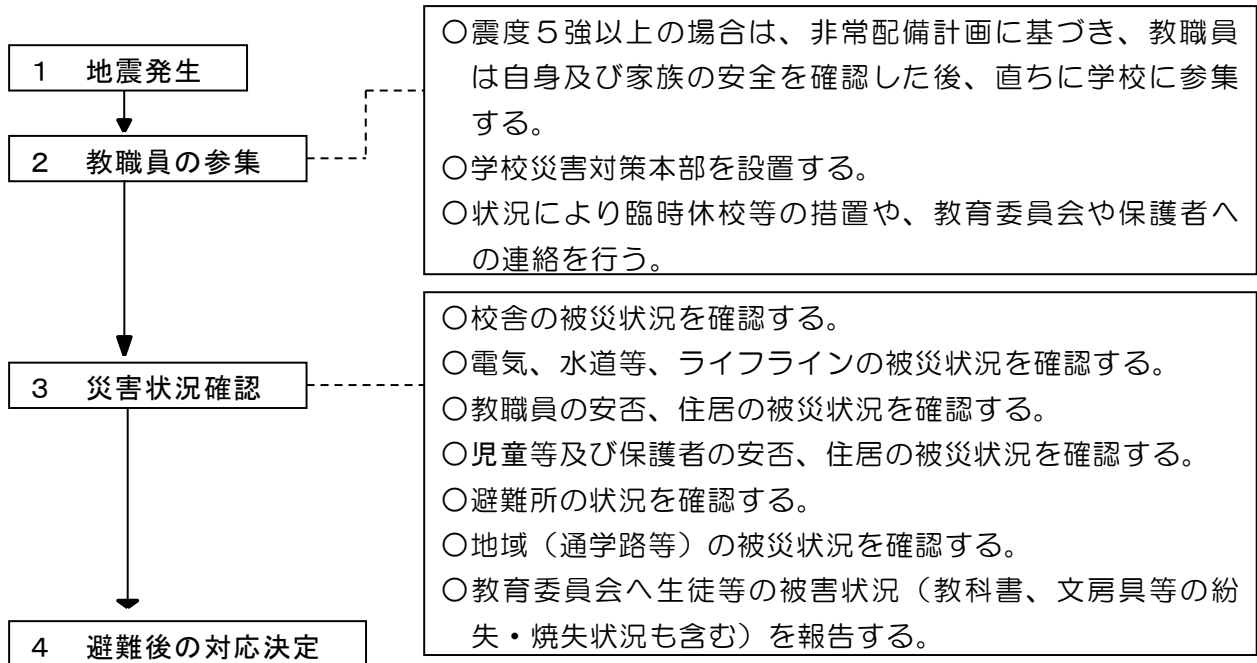 １　地震発生
２　教職員の参集
○震度５強以上の場合は、非常配備計画に基づき、教職員
は自身及び家族の安全を確認した後、直ちに学校に参集
する。
○学校災害対策本部を設置する。
○状況により臨時休校等の措置や、教育委員会や保護者へ
の連絡を行う。
３　災害状況確認
○校舎の被災状況を確認する。
○電気、水道等、ライフラインの被災状況を確認する。
○教職員の安否、住居の被災状況を確認する。
○児童等及び保護者の安否、住居の被災状況を確認する。
○避難所の状況を確認する。
○地域（通学路等）の被災状況を確認する。
○教育委員会へ生徒等の被害状況（教科書、文房具等の紛
失・焼失状況も含む）を報告する。
４　避難後の対応決定